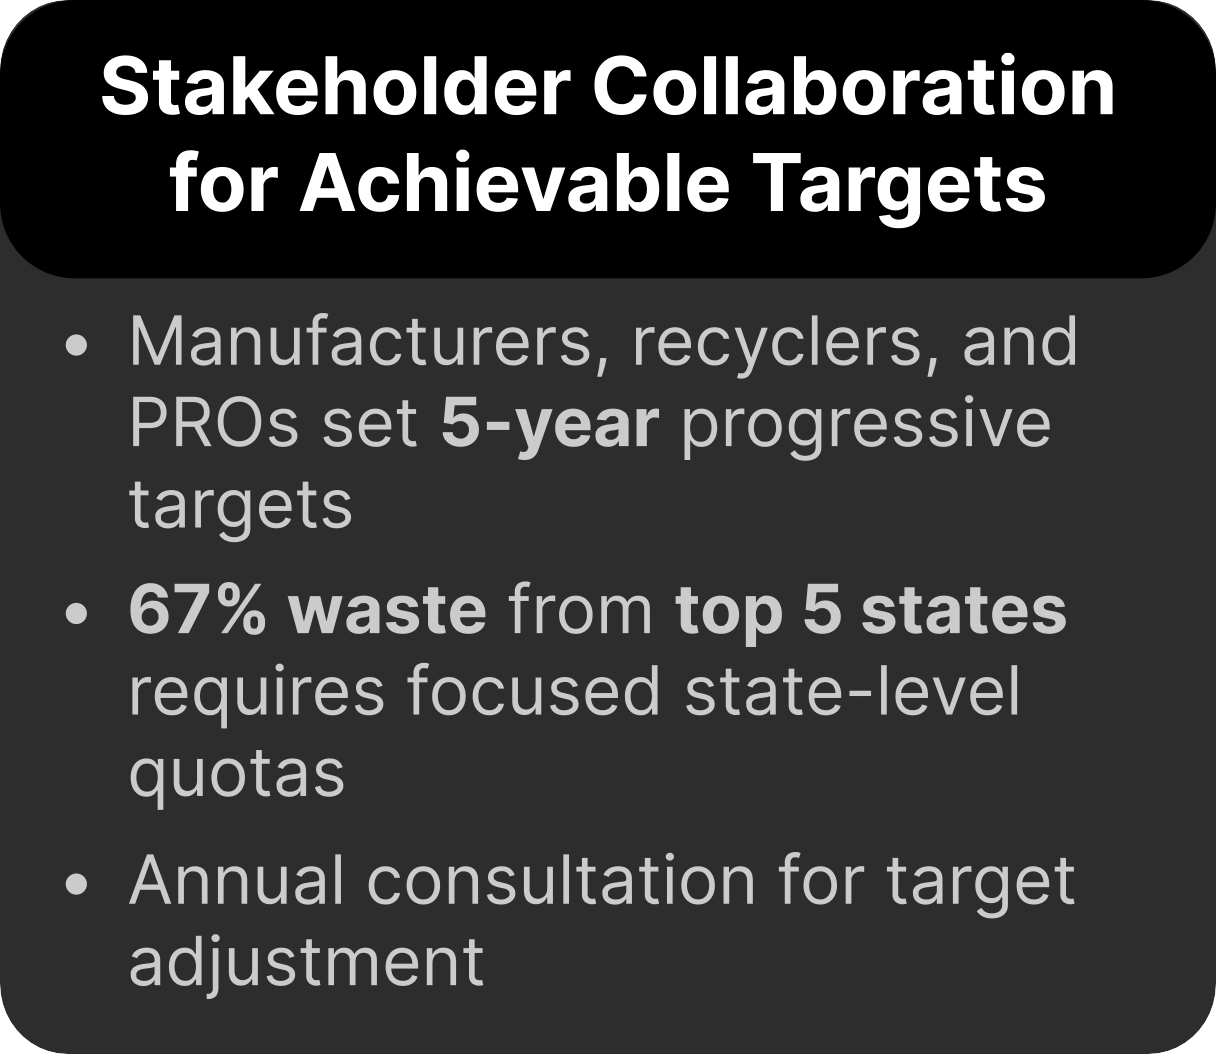 Stakeholder Collaboration
for Achievable Targets
• Manufacturers, recyclers, and
PROs set 5-year progressive
targets
• 67% waste from top 5 states
requires focused state-level
quotas
• Annual consultation for target
adjustment